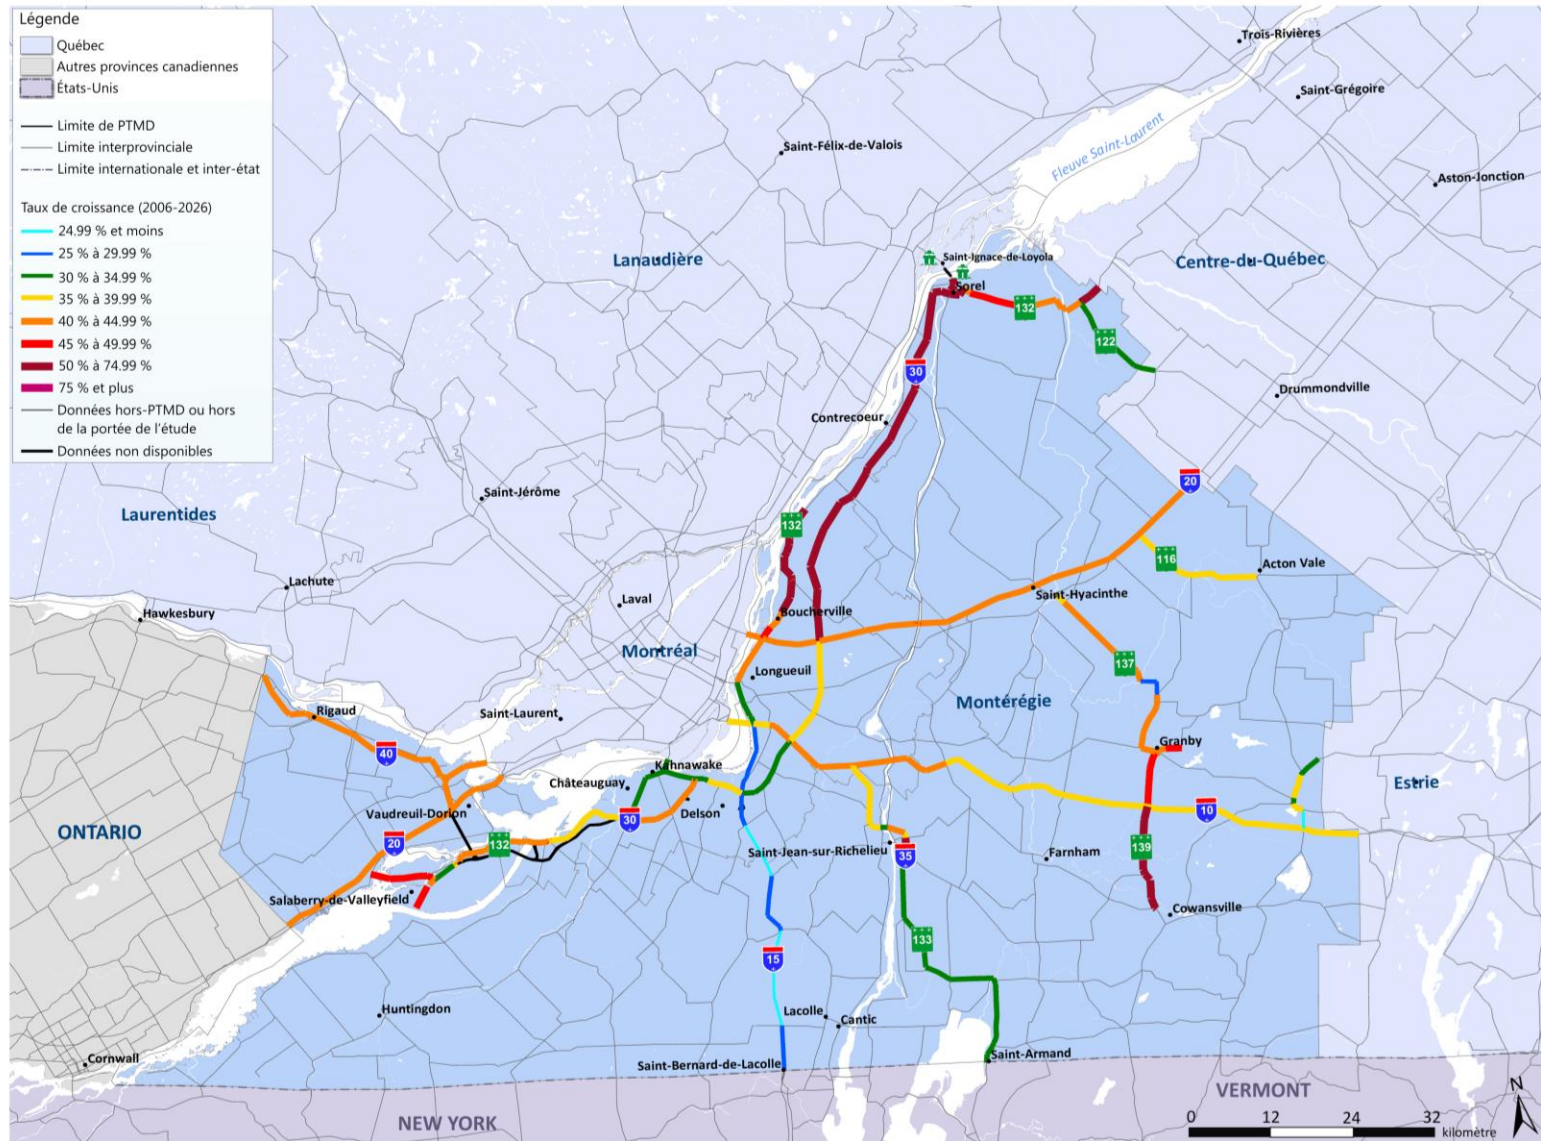 Légende
Québec
Autres provinces canadiennes
États-Unis
Limite de PTMD
Limite interprovinciale
Limite internationale et inter-état
Taux de croissance (2006-2026)
24.99 % et moins
25 % à 29.99 %
30 % à 34.99 %
35 % à 39.99 %
40 % à 44.99 %
45 % à 49.99 %
50 % à 74.99 %
75 % et plus
Données hors-PTMD ou hors
de la portée de l'étude
Données non disponibles
Trois-Rivières
Saint-Grégoire
Fleuve Saint-Laurent
Saint-Félix-de-Valois
Aston-Jonction
Lanaudière
Saint-Ignace-de-Loyola
Centre-du-Québec
Sorel
132
122
30
Drummondville
Contrecoeur
20
Saint-Jérôme
Laurentides
132
116
Acton Vale
Lachute
Saint-Hyacinthe
Laval
Hawkesbury
Boucherville
Montréal
137
Longueuil
Montérégie
Rigaud
Saint-Laurent
40
Granby
Kahnawake
Châteauguay
Estrie
Vaudreuil-Dorion
Delson
30
10
ONTARIO
20
132
Saint-Jean-sur-Richelieu
35
Farnham
139
Salaberry-de-Valleyfield
Cowansville
133
15
Huntingdon
Lacolle
Cantic
Cornwall
Saint-Bernard-de-Lacolle
Saint-Armand
VERMONT
NEW YORK
N
0 12 24 32
kilomètre